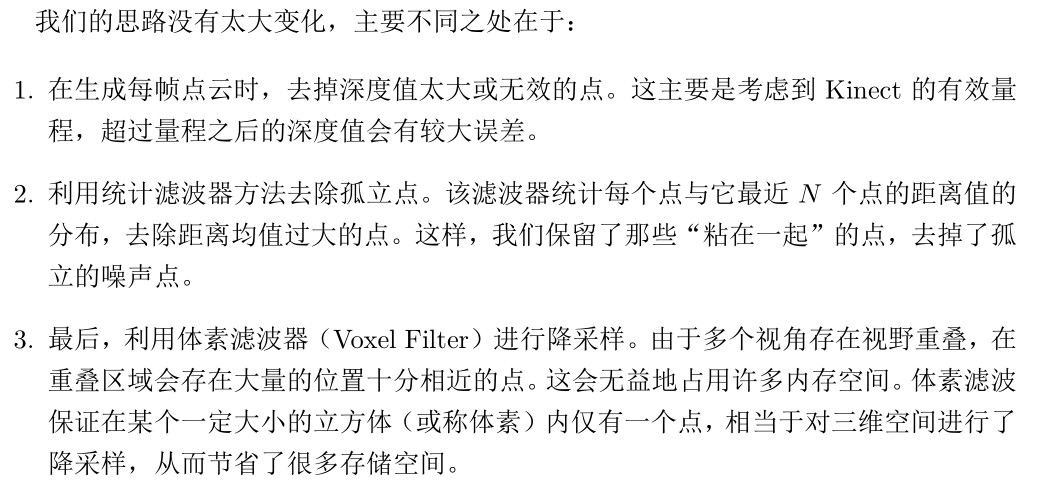 我们的思路没有太大变化，主要不同之处在于：
1. 在生成每帧点云时，去掉深度值太大或无效的点。这主要是考虑到 Kinect 的有效量
程，超过量程之后的深度值会有较大误差。
2. 利用统计滤波器方法去除孤立点。该滤波器统计每个点与它最近 N 个点的距离值的
分布，去除距离均值过大的点。这样，我们保留了那些“粘在一起”的点，去掉了孤
立的噪声点。
3. 最后，利用体素滤波器（Voxel Filter）进行降采样。由于多个视角存在视野重叠，在
重叠区域会存在大量的位置十分相近的点。这会无益地占用许多内存空间。体素滤波
保证在某个一定大小的立方体（或称体素）内仅有一个点，相当于对三维空间进行了
降采样，从而节省了很多存储空间。